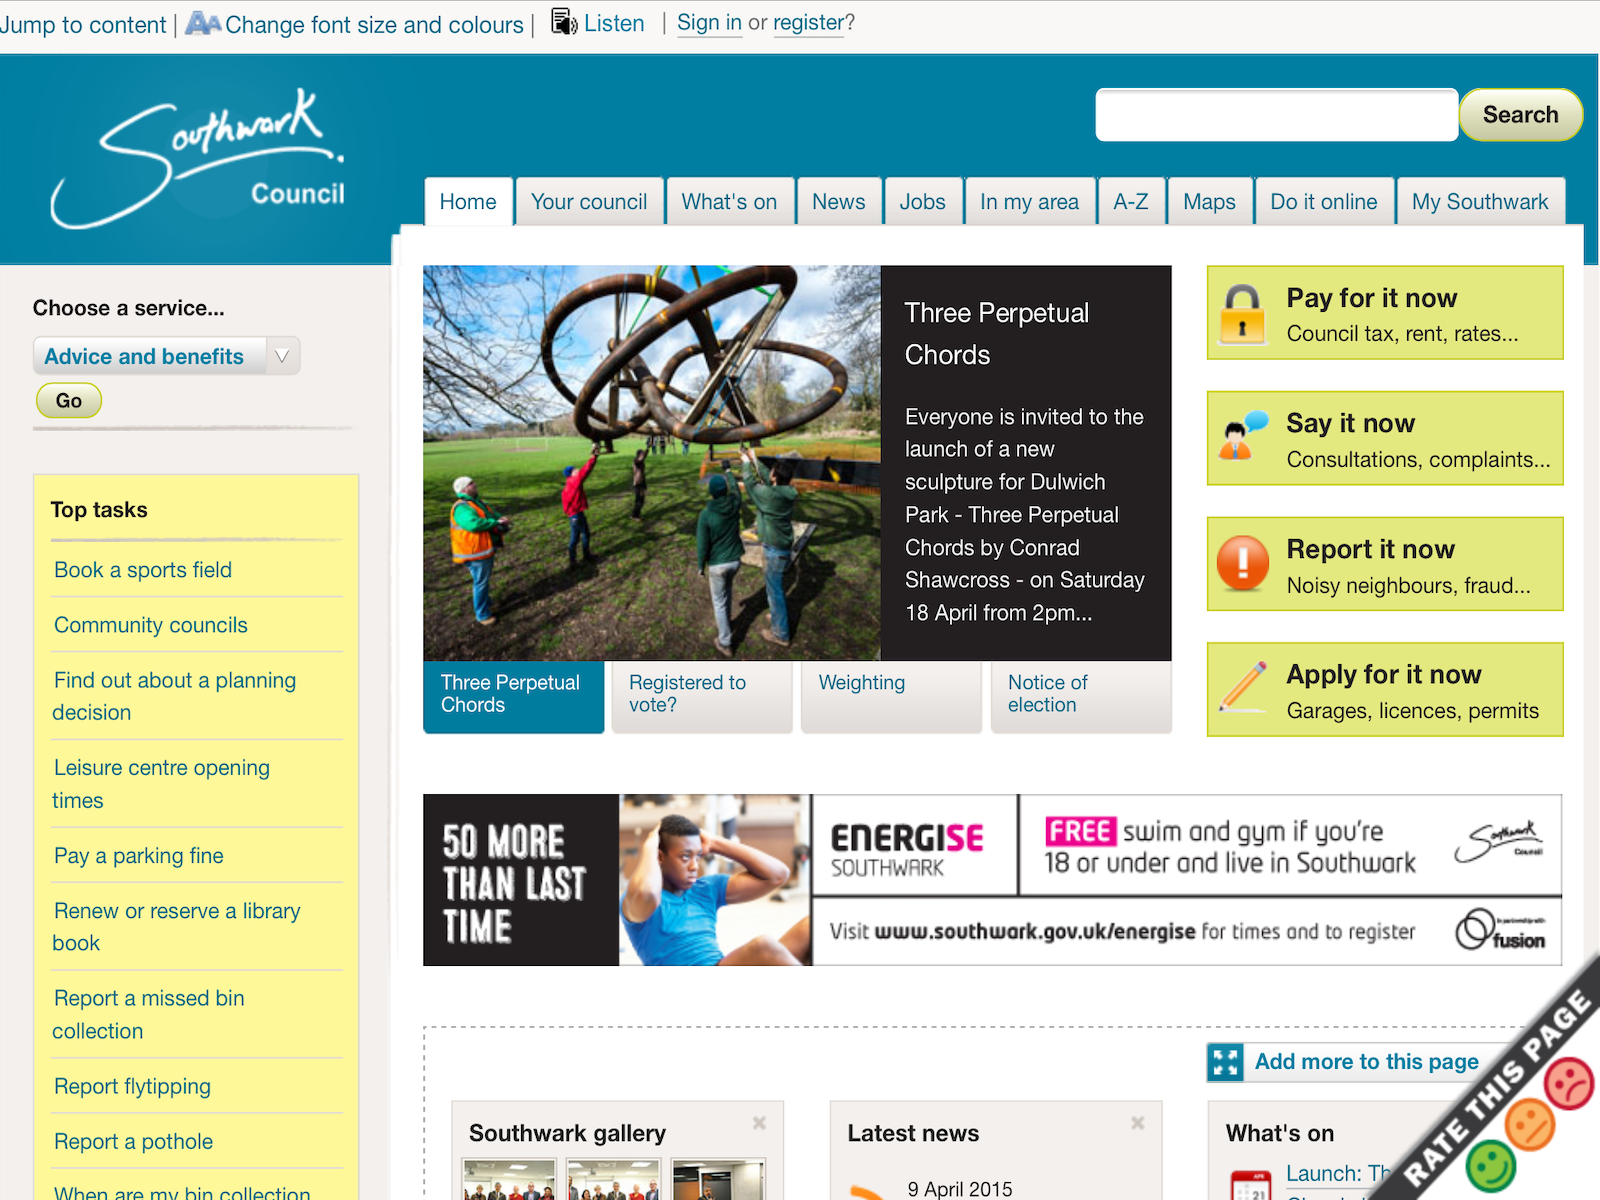 Jump to content | Change font size and colours | Listen | Sign in or register?
Southwark
Council
Search
Home
Your council
What's on
News
Jobs
In my area
A-Z
Maps
Do it online
My Southwark
Choose a service...
Advice and benefits
Go
Top tasks
Book a sports field
Community councils
Find out about a planning
decision
Leisure centre opening
times
Pay a parking fine
Renew or reserve a library
book
Report a missed bin
collection
Report flytipping
Report a pothole
When are my bin collection
Three Perpetual
Chords
Everyone is invited to the
launch of a new
sculpture for Dulwich
Park - Three Perpetual
Chords by Conrad
Shawcross - on Saturday
18 April from 2pm...
Three Perpetual
Chords
Registered to
vote?
Weighting
Notice of
election
Pay for it now
Council tax, rent, rates...
Say it now
Consultations, complaints...
Report it now
Noisy neighbours, fraud...
Apply for it now
Garages, licences, permits
50 MORE
THAN LAST
TIME
ENERGISE
SOUTHWARK
FREE swim and gym if you're
18 or under and live in Southwark
Southwark
Council
Visit www.southwark.gov.uk/energise for times and to register
in partnership with
fusion
Add more to this page
Southwark gallery
Latest news
9 April 2015
What's on
21
Launch: Th
RATE THIS PAGE